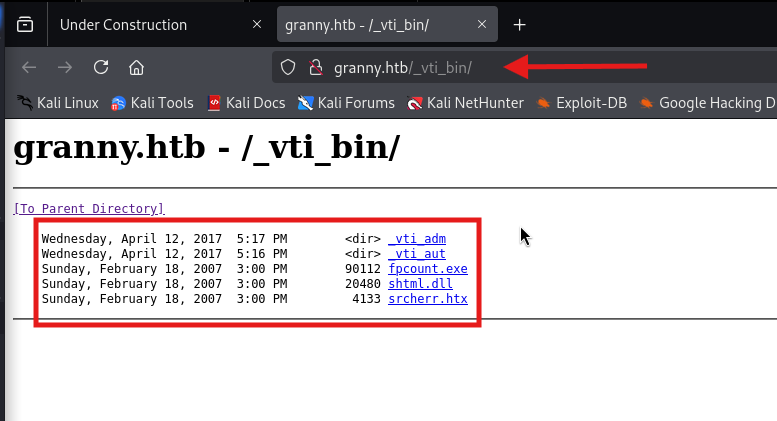 Under Construction
granny.htb - /_vti_bin/
granny.htb/_vti_bin/
Kali Linux Kali Tools Kali Docs Kali Forums Kali NetHunter Exploit-DB Google Hacking D
granny.htb - /_vti_bin/
[To Parent Directory]
Wednesday, April 12, 2017 5:17 PM <dir> _vti_adm
Wednesday, April 12, 2017 5:16 PM <dir> _vti_aut
Sunday, February 18, 2007 3:00 PM 90112 fpcount.exe
Sunday, February 18, 2007 3:00 PM 20480 shtml.dll
Sunday, February 18, 2007 3:00 PM 4133 srcherr.htx